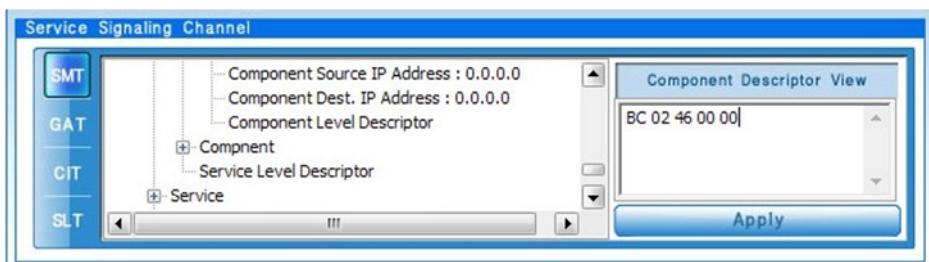 Service Signaling Channel
SMT
GAT
CIT
SLT
Component Source IP Address : 0.0.0.0
Component Dest. IP Address : 0.0.0.0
Component Level Descriptor
Compnent
Service Level Descriptor
Service
Component Descriptor View
BC 02 46 00 00
Apply